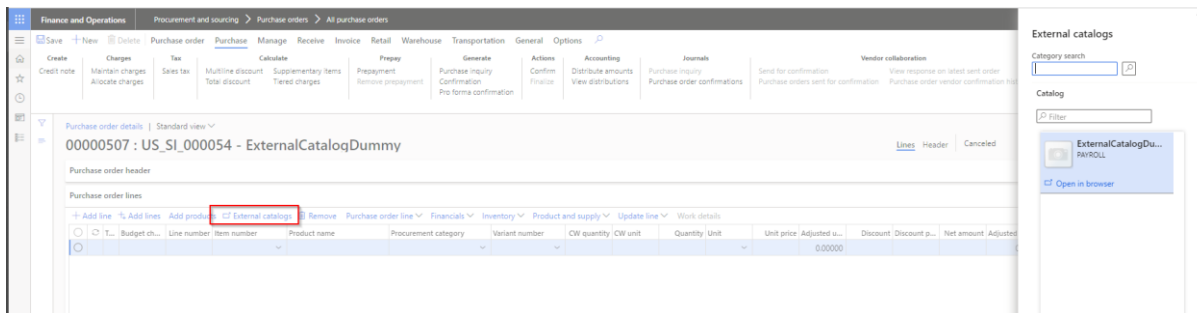 Finance and Operations Procurement and sourcing > Purchase orders > All purchase orders
Save + New Delete Purchase order Purchase Manage Receive Invoice Retail Warehouse Transportation General Options
Create Charges Tax Calculate Prepay Generate Actions Accounting Journals Vendor collaboration
Credit note Maintain charges Sales tax Multiline discount Supplementary items Prepayment Purchase inquiry Confirm Distribute amounts Purchase inquiry Send for confirmation View response on latest sent order
Allocate charges Total discount Tiered charges Remove prepayment Confirmation Finalize View distributions Purchase order confirmations Purchase orders sent for confirmation Purchase order vendor confirmation
Pro forma confirmation
Purchase order details | Standard view
00000507 : US_SI_000054 - ExternalCatalogDummy
Lines Header Canceled
Purchase order header
Purchase order lines
+ Add line Add lines Add products External catalogs Remove Purchase order line Financials Inventory Product and supply Update line Work details
T... Budget ch... Line number Item number Product name Procurement category Variant number CW quantity CW unit Quantity Unit Unit price Adjusted u... Discount Discount p... Net amount Adjusted
0.00000
External catalogs
Category search
Catalog
Filter
ExternalCatalogDu...
PAYROLL
Open in browser